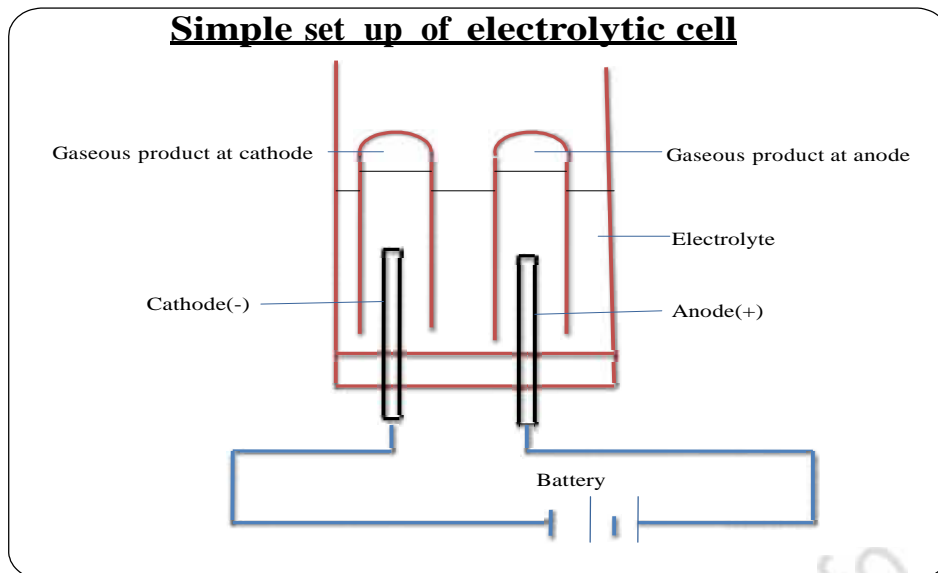 Simple set up of electrolytic cell
Gaseous product at cathode
Gaseous product at anode
Electrolyte
Cathode(-)
Anode(+)
Battery